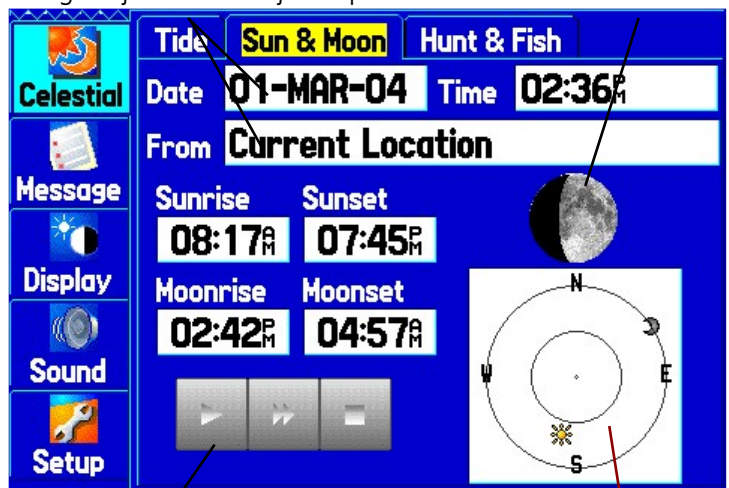 Tide Sun & Moon Hunt & Fish
Celestial
Date 01-MAR-04 Time 02:36PM
From Current Location
Message
Sunrise Sunset
08:17AM 07:45PM
Display
Moonrise Moonset
02:42PM 04:57AM
N
W E
S
Sound
Setup